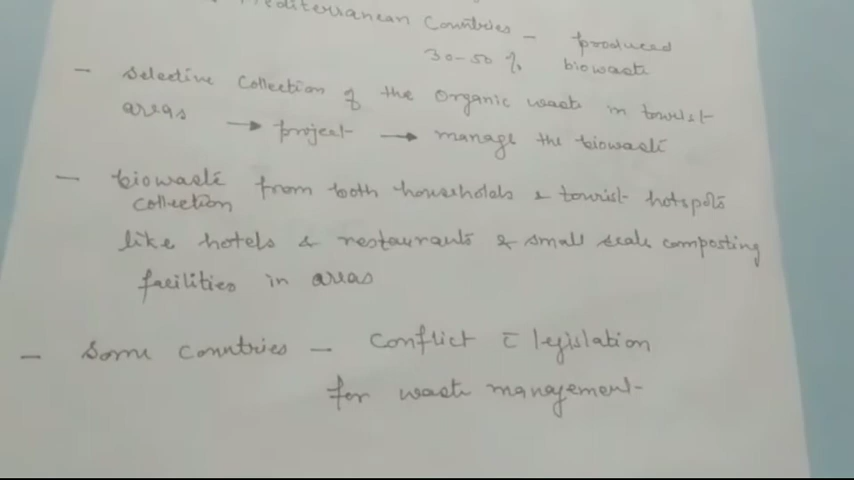 Mediterranean Countries - produced
30-50 % biowaste
- Selective Collection of the Organic waste in tourist
areas → project → manage the biowaste
- biowaste from both households & tourist hotspots
collection
like hotels & restaurants & small scale composting
facilities in areas
- Some countries - Conflict c̄ legislation
for waste management